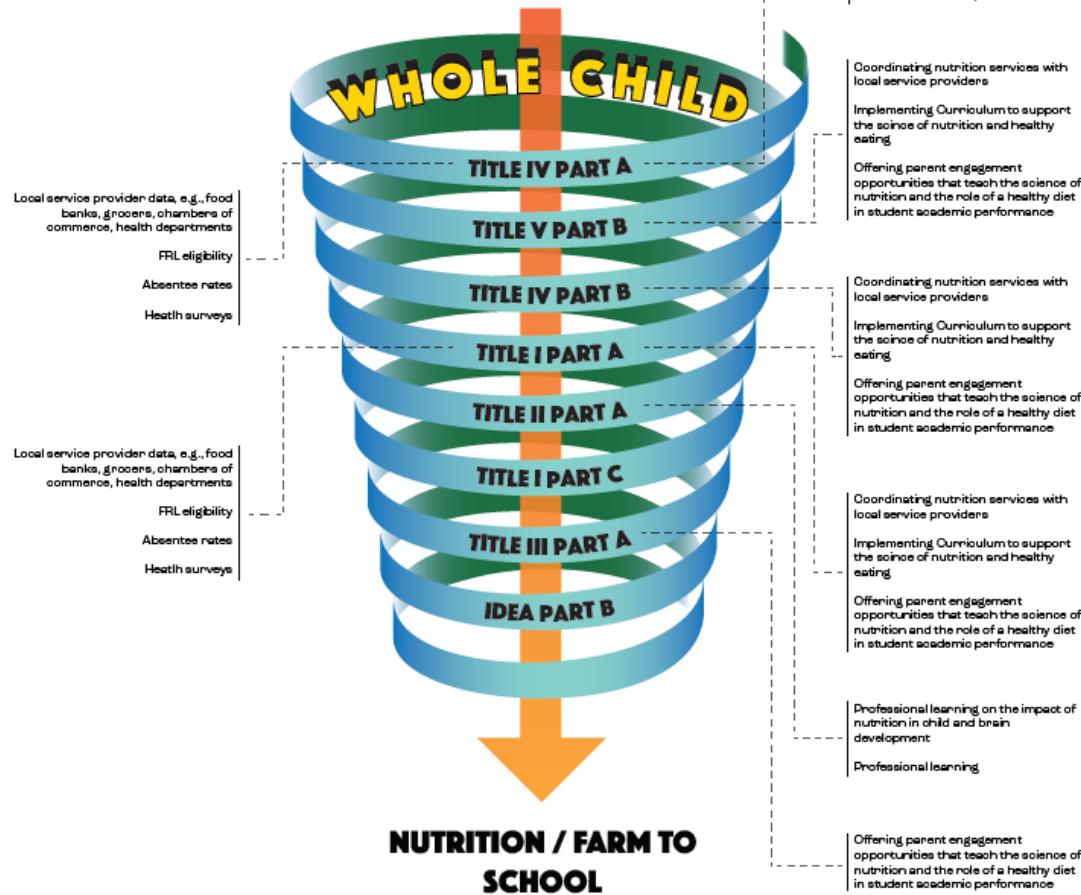 WHOLE CHILD
TITLE IV PART A
TITLE V PART B
TITLE IV PART B
TITLE I PART A
TITLE II PART A
TITLE I PART C
TITLE III PART A
IDEA PART B
NUTRITION / FARM TO
SCHOOL
Local service provider data, e.g., food
banks, grocers, chambers of
commerce, health departments
FRL eligibility
Absentee rates
Heatlh surveys
Local service provider data, e.g., food
banks, grocers, chambers of
commerce, health departments
FRL eligibility
Absentee rates
Heatlh surveys
Coordinating nutrition services with
local service providers
Implementing Curriculum to support
the scince of nutrition and healthy
eating
Offering parent engagement
opportunities that teach the science of
nutrition and the role of a healthy diet
in student academic performance
Coordinating nutrition services with
local service providers
Implementing Curriculum to support
the scince of nutrition and healthy
eating
Offering parent engagement
opportunities that teach the science of
nutrition and the role of a healthy diet
in student academic performance
Coordinating nutrition services with
local service providers
Implementing Curriculum to support
the scince of nutrition and healthy
eating
Offering parent engagement
opportunities that teach the science of
nutrition and the role of a healthy diet
in student academic performance
Professional learning on the impact of
nutrition in child and brain
development
Professional learning
Offering parent engagement
opportunities that teach the science of
nutrition and the role of a healthy diet
in student academic performance